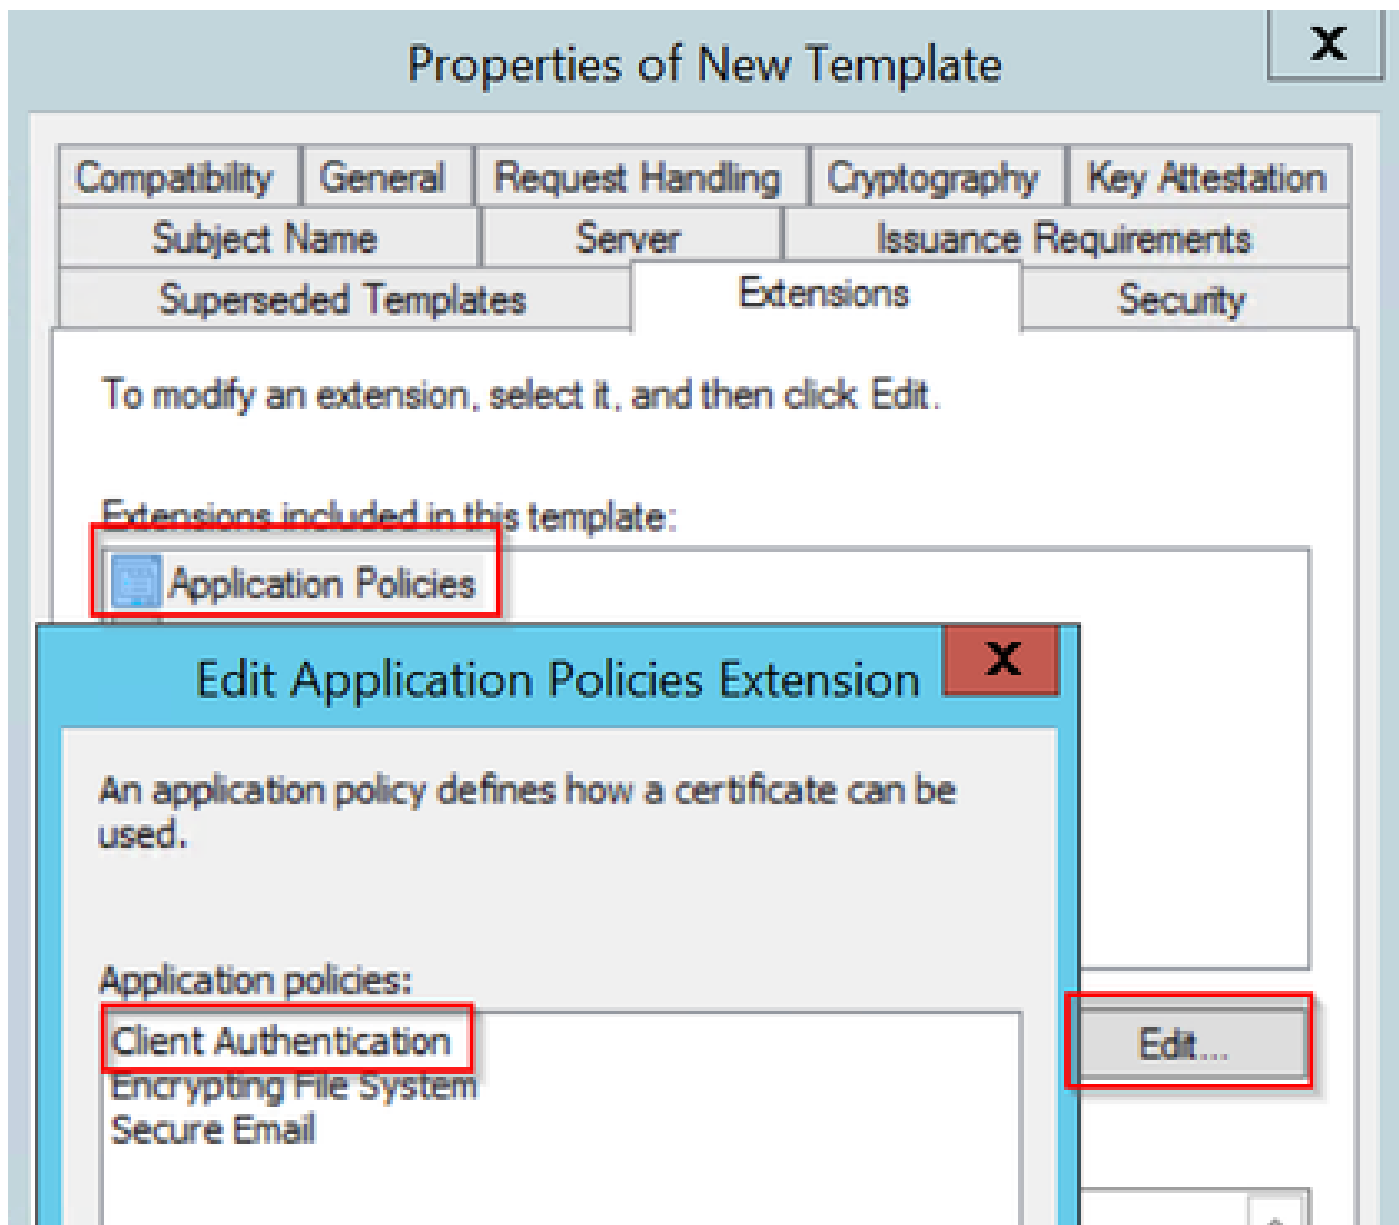 Properties of New Template
X
Compatibility General Request Handling Cryptography Key Attestation
Subject Name Server Issuance Requirements
Superseded Templates Extensions Security
To modify an extension, select it, and then click Edit.
Extensions included in this template:
Application Policies
Edit Application Policies Extension
X
An application policy defines how a certificate can be
used.
Application policies:
Client Authentication
Edit...
Encrypting File System
Secure Email